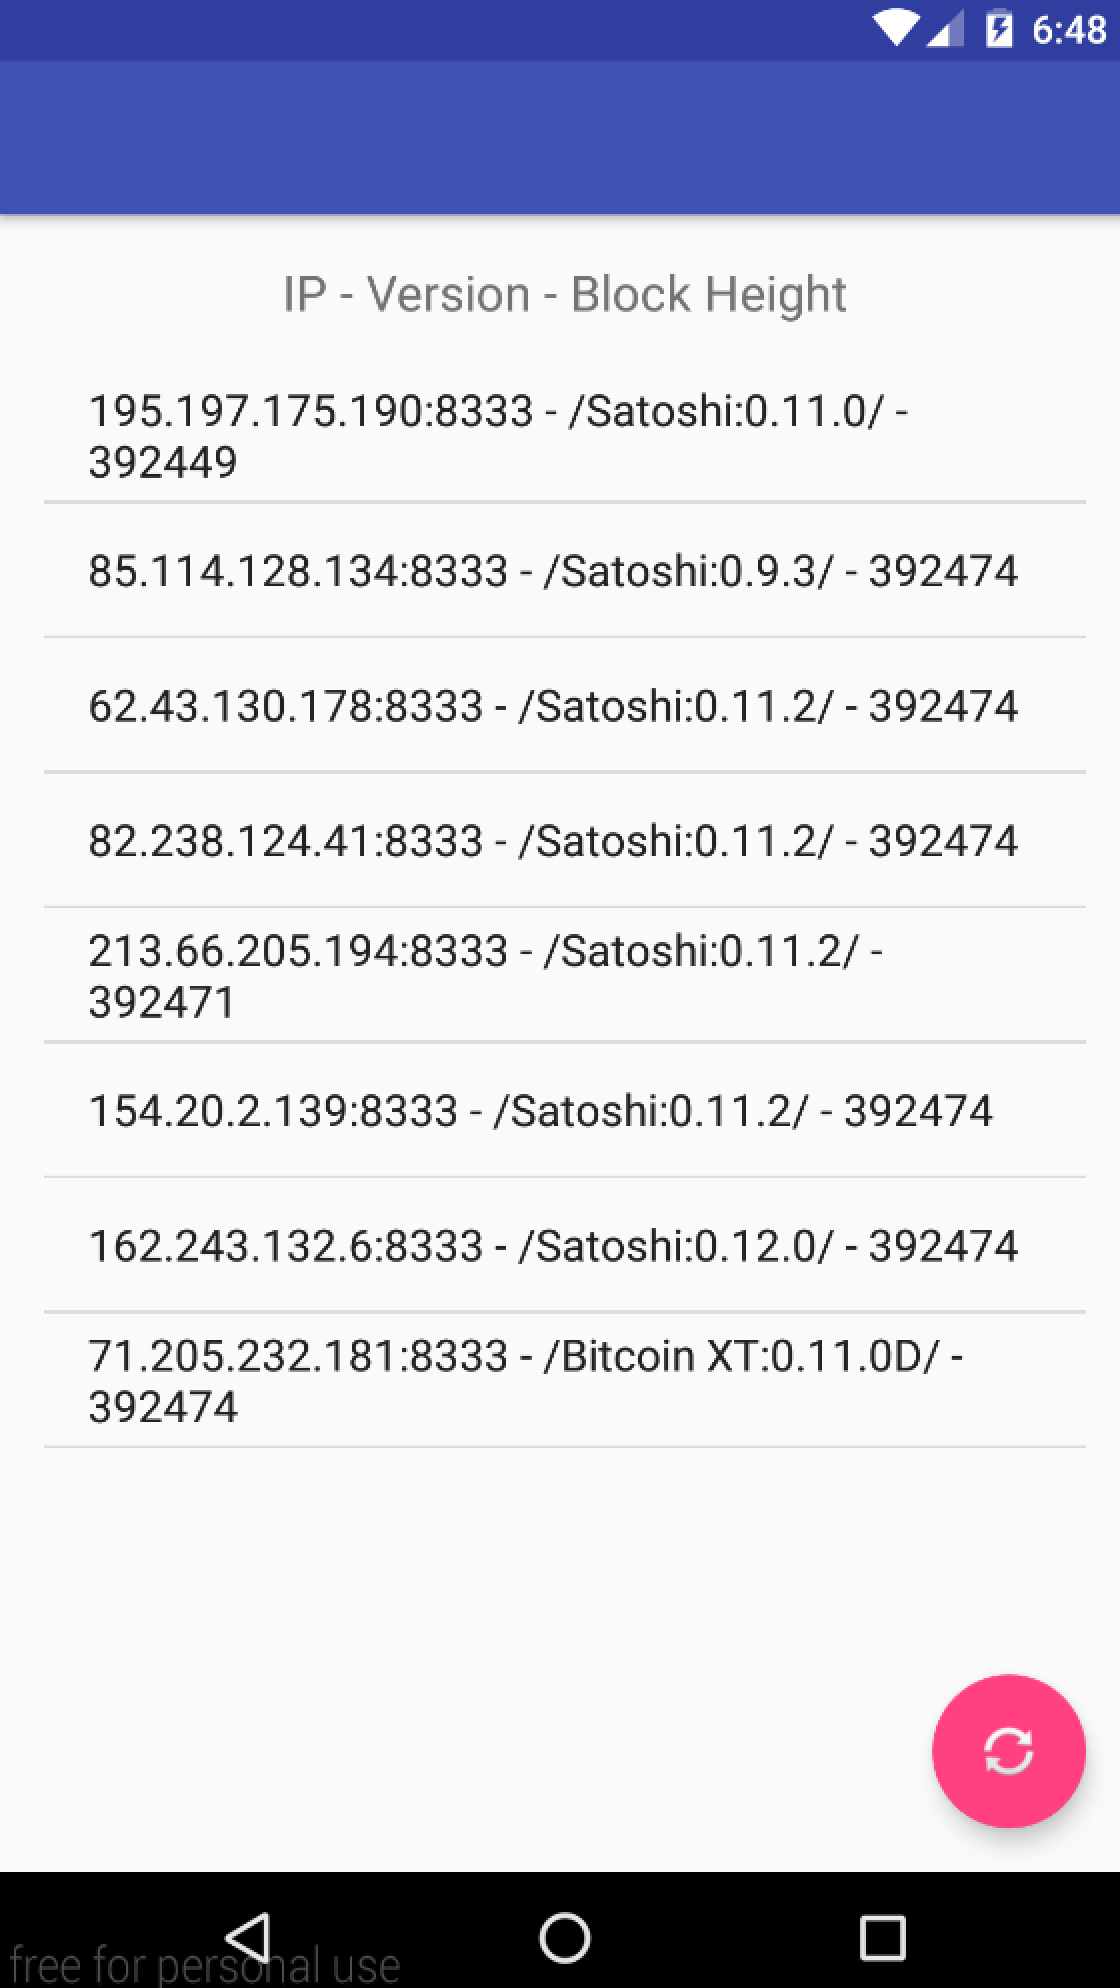 6:48
IP - Version - Block Height
195.197.175.190:8333 - /Satoshi:0.11.0/ -
392449
85.114.128.134:8333 - /Satoshi:0.9.3/ - 392474
62.43.130.178:8333 - /Satoshi:0.11.2/ - 392474
82.238.124.41:8333 - /Satoshi:0.11.2/ - 392474
213.66.205.194:8333 - /Satoshi:0.11.2/ -
392471
154.20.2.139:8333 - /Satoshi:0.11.2/ - 392474
162.243.132.6:8333 - /Satoshi:0.12.0/ - 392474
71.205.232.181:8333 - /Bitcoin XT:0.11.0D/ -
392474
free for personal use